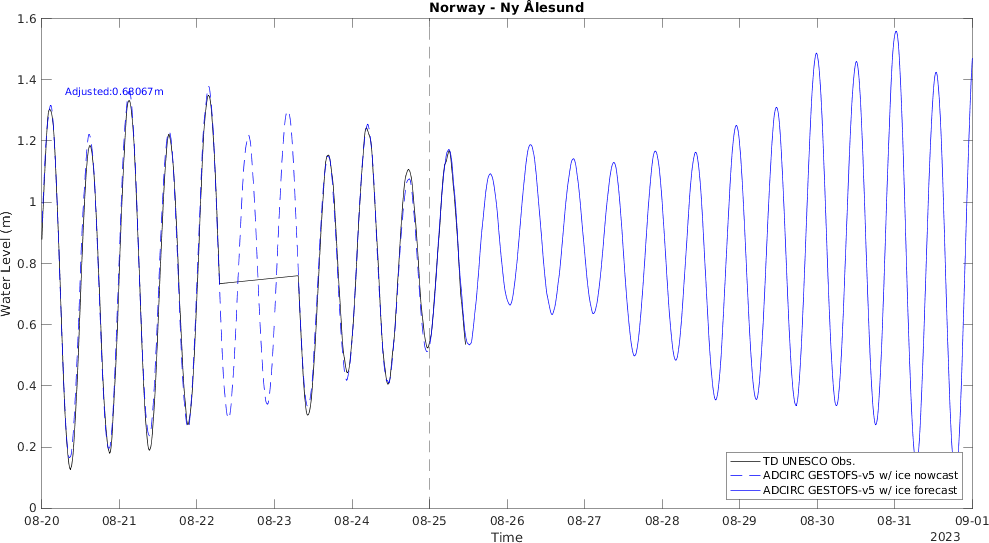 Norway - Ny Ålesund
Adjusted:0.68067m
Water Level (m)
1.6
1.4
1.2
1
0.8
0.6
0.4
0.2
0
08-20 08-21 08-22 08-23 08-24 08-25 08-26 08-27 08-28 08-29 08-30 08-31 09-01
Time
2023
TD UNESCO Obs.
ADCIRC GESTOFS-v5 w/ ice nowcast
ADCIRC GESTOFS-v5 w/ ice forecast